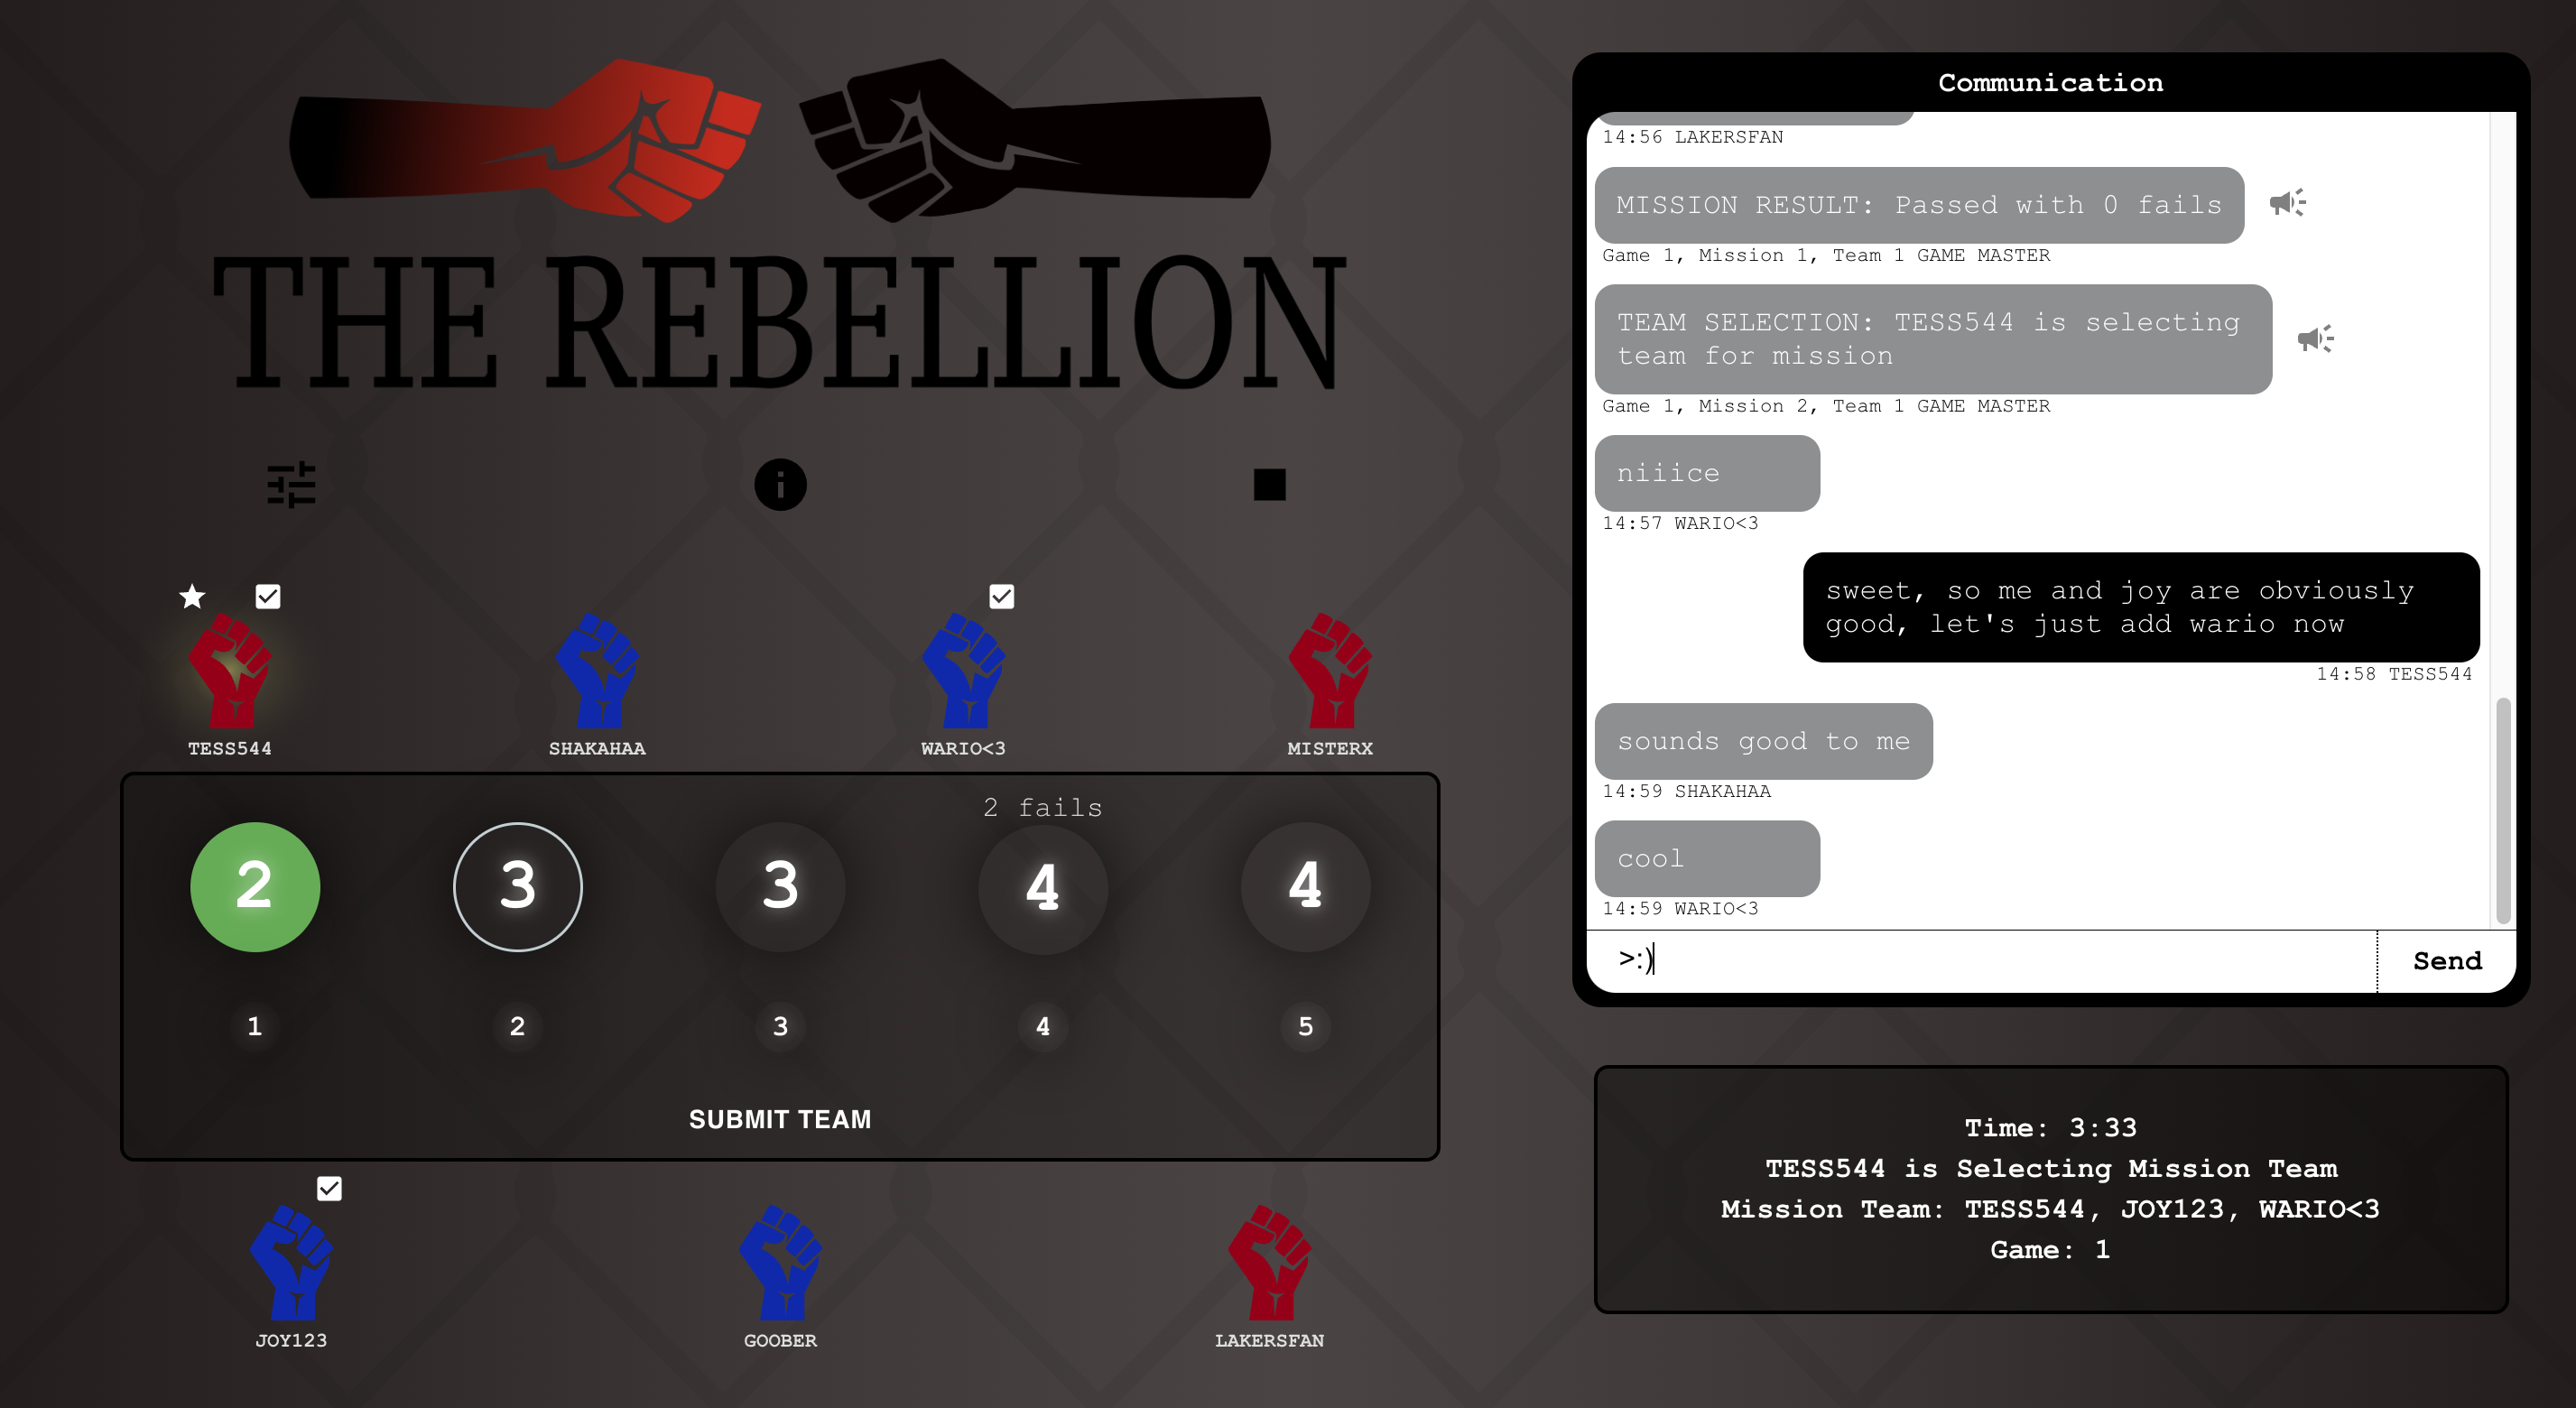 THE REBELLION
TESS544
SHAKAHAA
WARIO<3
MISTERX
2 fails
2
3
3
4
4
1
2
3
4
5
SUBMIT TEAM
JOY123
GOOBER
LAKERSFAN
Communication
14:56 LAKERSFAN
MISSION RESULT: Passed with 0 fails
Game 1, Mission 1, Team 1 GAME MASTER
TEAM SELECTION: TESS544 is selecting
team for mission
Game 1, Mission 2, Team 1 GAME MASTER
niiice
14:57 WARIO<3
sweet, so me and joy are obviously
good, let's just add wario now
14:58 TESS544
sounds good to me
14:59 SHAKAHAA
cool
14:59 WARIO<3
>:)
Send
Time: 3:33
TESS544 is Selecting Mission Team
Mission Team: TESS544, JOY123, WARIO<3
Game: 1